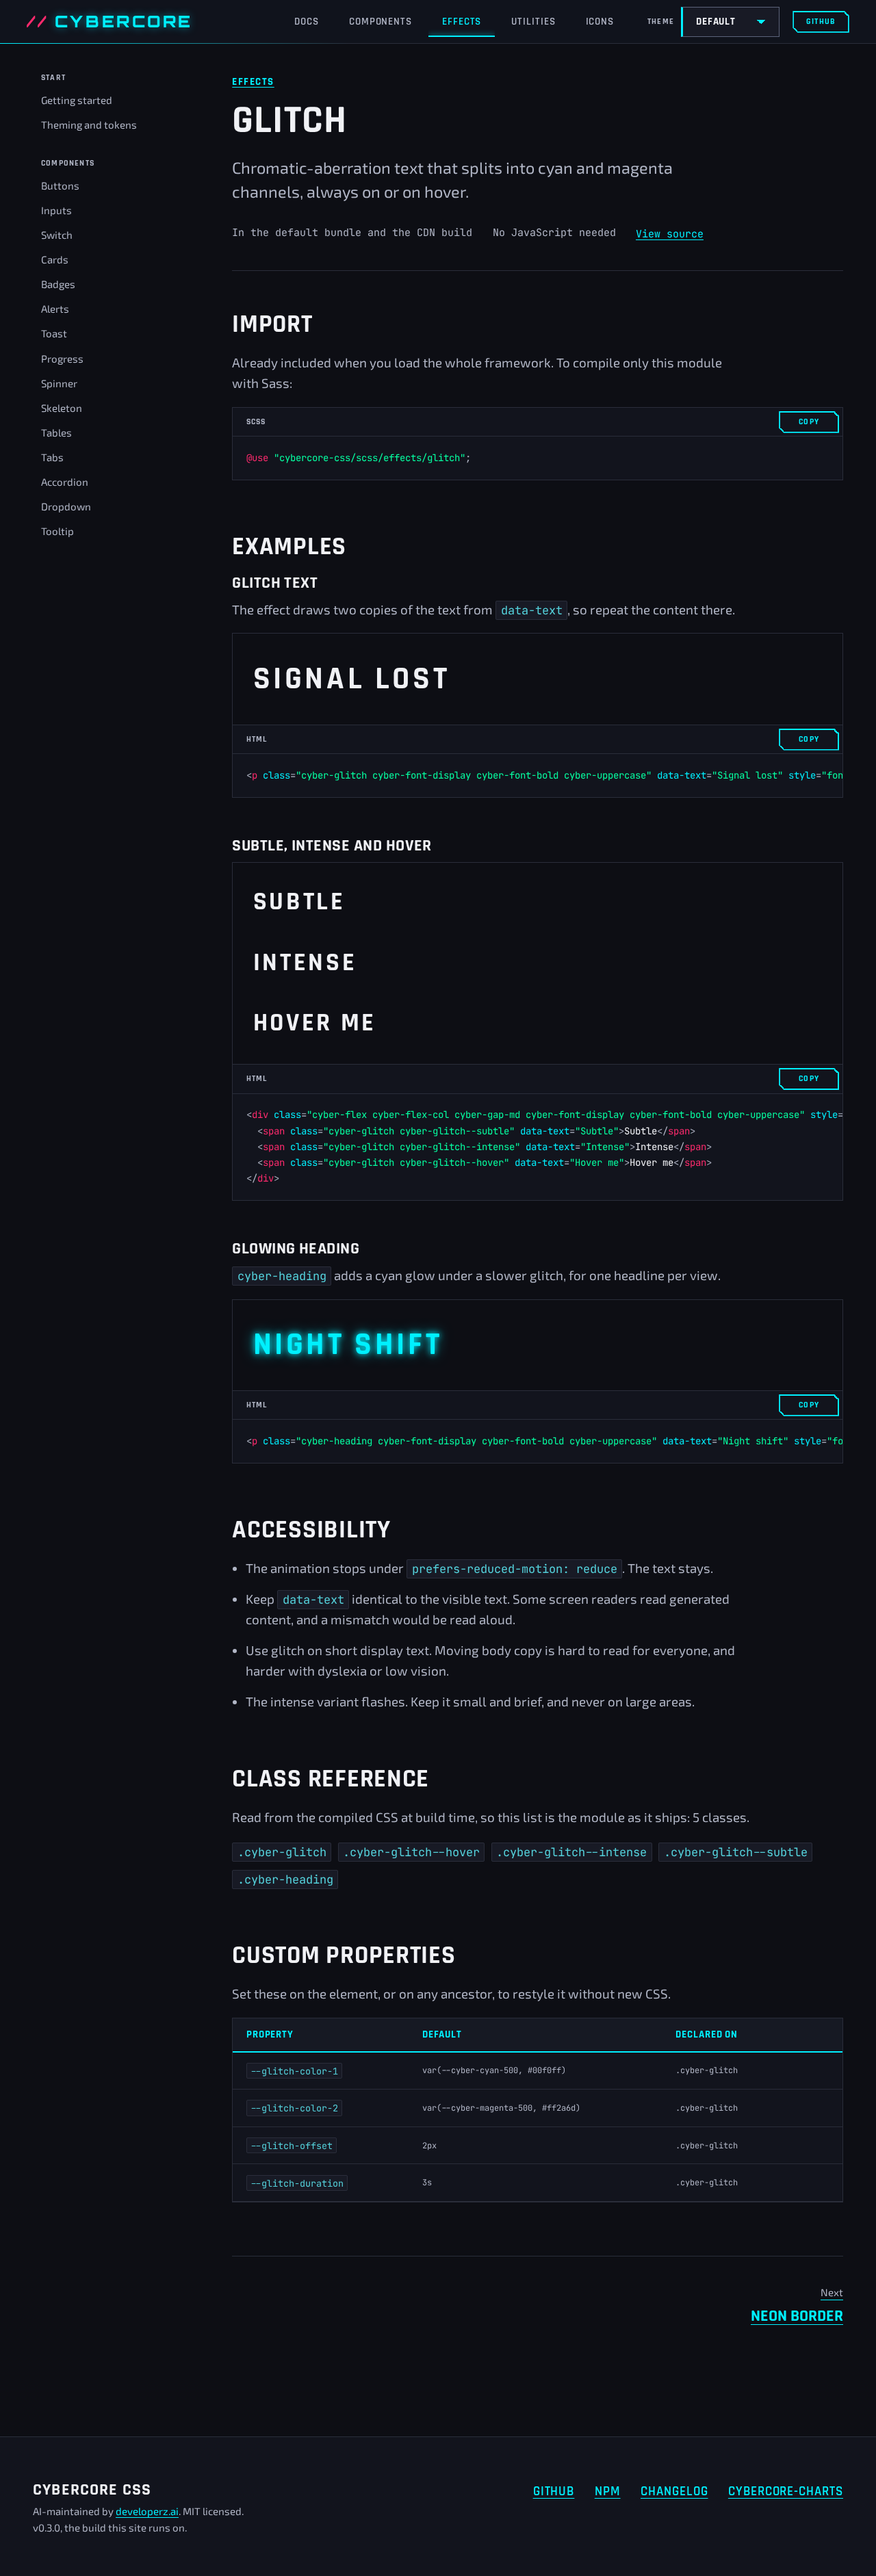 // CYBERCORE
DOCS
COMPONENTS
EFFECTS
UTILITIES
ICONS
THEME
DEFAULT
GITHUB
START
Getting started
Theming and tokens
COMPONENTS
Buttons
Inputs
Switch
Cards
Badges
Alerts
Toast
Progress
Spinner
Skeleton
Tables
Tabs
Accordion
Dropdown
Tooltip
EFFECTS
GLITCH
Chromatic-aberration text that splits into cyan and magenta
channels, always on or on hover.
In the default bundle and the CDN build No JavaScript needed View source
IMPORT
Already included when you load the whole framework. To compile only this module
with Sass:
SCSS
COPY
@use "cybercore-css/scss/effects/glitch";
EXAMPLES
GLITCH TEXT
The effect draws two copies of the text from data-text, so repeat the content there.
SIGNAL LOST
HTML
COPY
<p class="cyber-glitch cyber-font-display cyber-font-bold cyber-uppercase" data-text="Signal lost" style="fon
SUBTLE, INTENSE AND HOVER
SUBTLE
INTENSE
HOVER ME
HTML
COPY
<div class="cyber-flex cyber-flex-col cyber-gap-md cyber-font-display cyber-font-bold cyber-uppercase" style=
<span class="cyber-glitch cyber-glitch--subtle" data-text="Subtle">Subtle</span>
<span class="cyber-glitch cyber-glitch--intense" data-text="Intense">Intense</span>
<span class="cyber-glitch cyber-glitch--hover" data-text="Hover me">Hover me</span>
</div>
GLOWING HEADING
cyber-heading adds a cyan glow under a slower glitch, for one headline per view.
NIGHT SHIFT
HTML
COPY
<p class="cyber-heading cyber-font-display cyber-font-bold cyber-uppercase" data-text="Night shift" style="fo
ACCESSIBILITY
• The animation stops under prefers-reduced-motion: reduce. The text stays.
• Keep data-text identical to the visible text. Some screen readers read generated
content, and a mismatch would be read aloud.
• Use glitch on short display text. Moving body copy is hard to read for everyone, and
harder with dyslexia or low vision.
• The intense variant flashes. Keep it small and brief, and never on large areas.
CLASS REFERENCE
Read from the compiled CSS at build time, so this list is the module as it ships: 5 classes.
.cyber-glitch .cyber-glitch--hover .cyber-glitch--intense .cyber-glitch--subtle
.cyber-heading
CUSTOM PROPERTIES
Set these on the element, or on any ancestor, to restyle it without new CSS.
PROPERTY DEFAULT DECLARED ON
--glitch-color-1 var(--cyber-cyan-500, #00f0ff) .cyber-glitch
--glitch-color-2 var(--cyber-magenta-500, #ff2a6d) .cyber-glitch
--glitch-offset 2px .cyber-glitch
--glitch-duration 3s .cyber-glitch
Next
NEON BORDER
CYBERCORE CSS
AI-maintained by developerz.ai. MIT licensed.
v0.3.0, the build this site runs on.
GITHUB
NPM
CHANGELOG
CYBERCORE-CHARTS